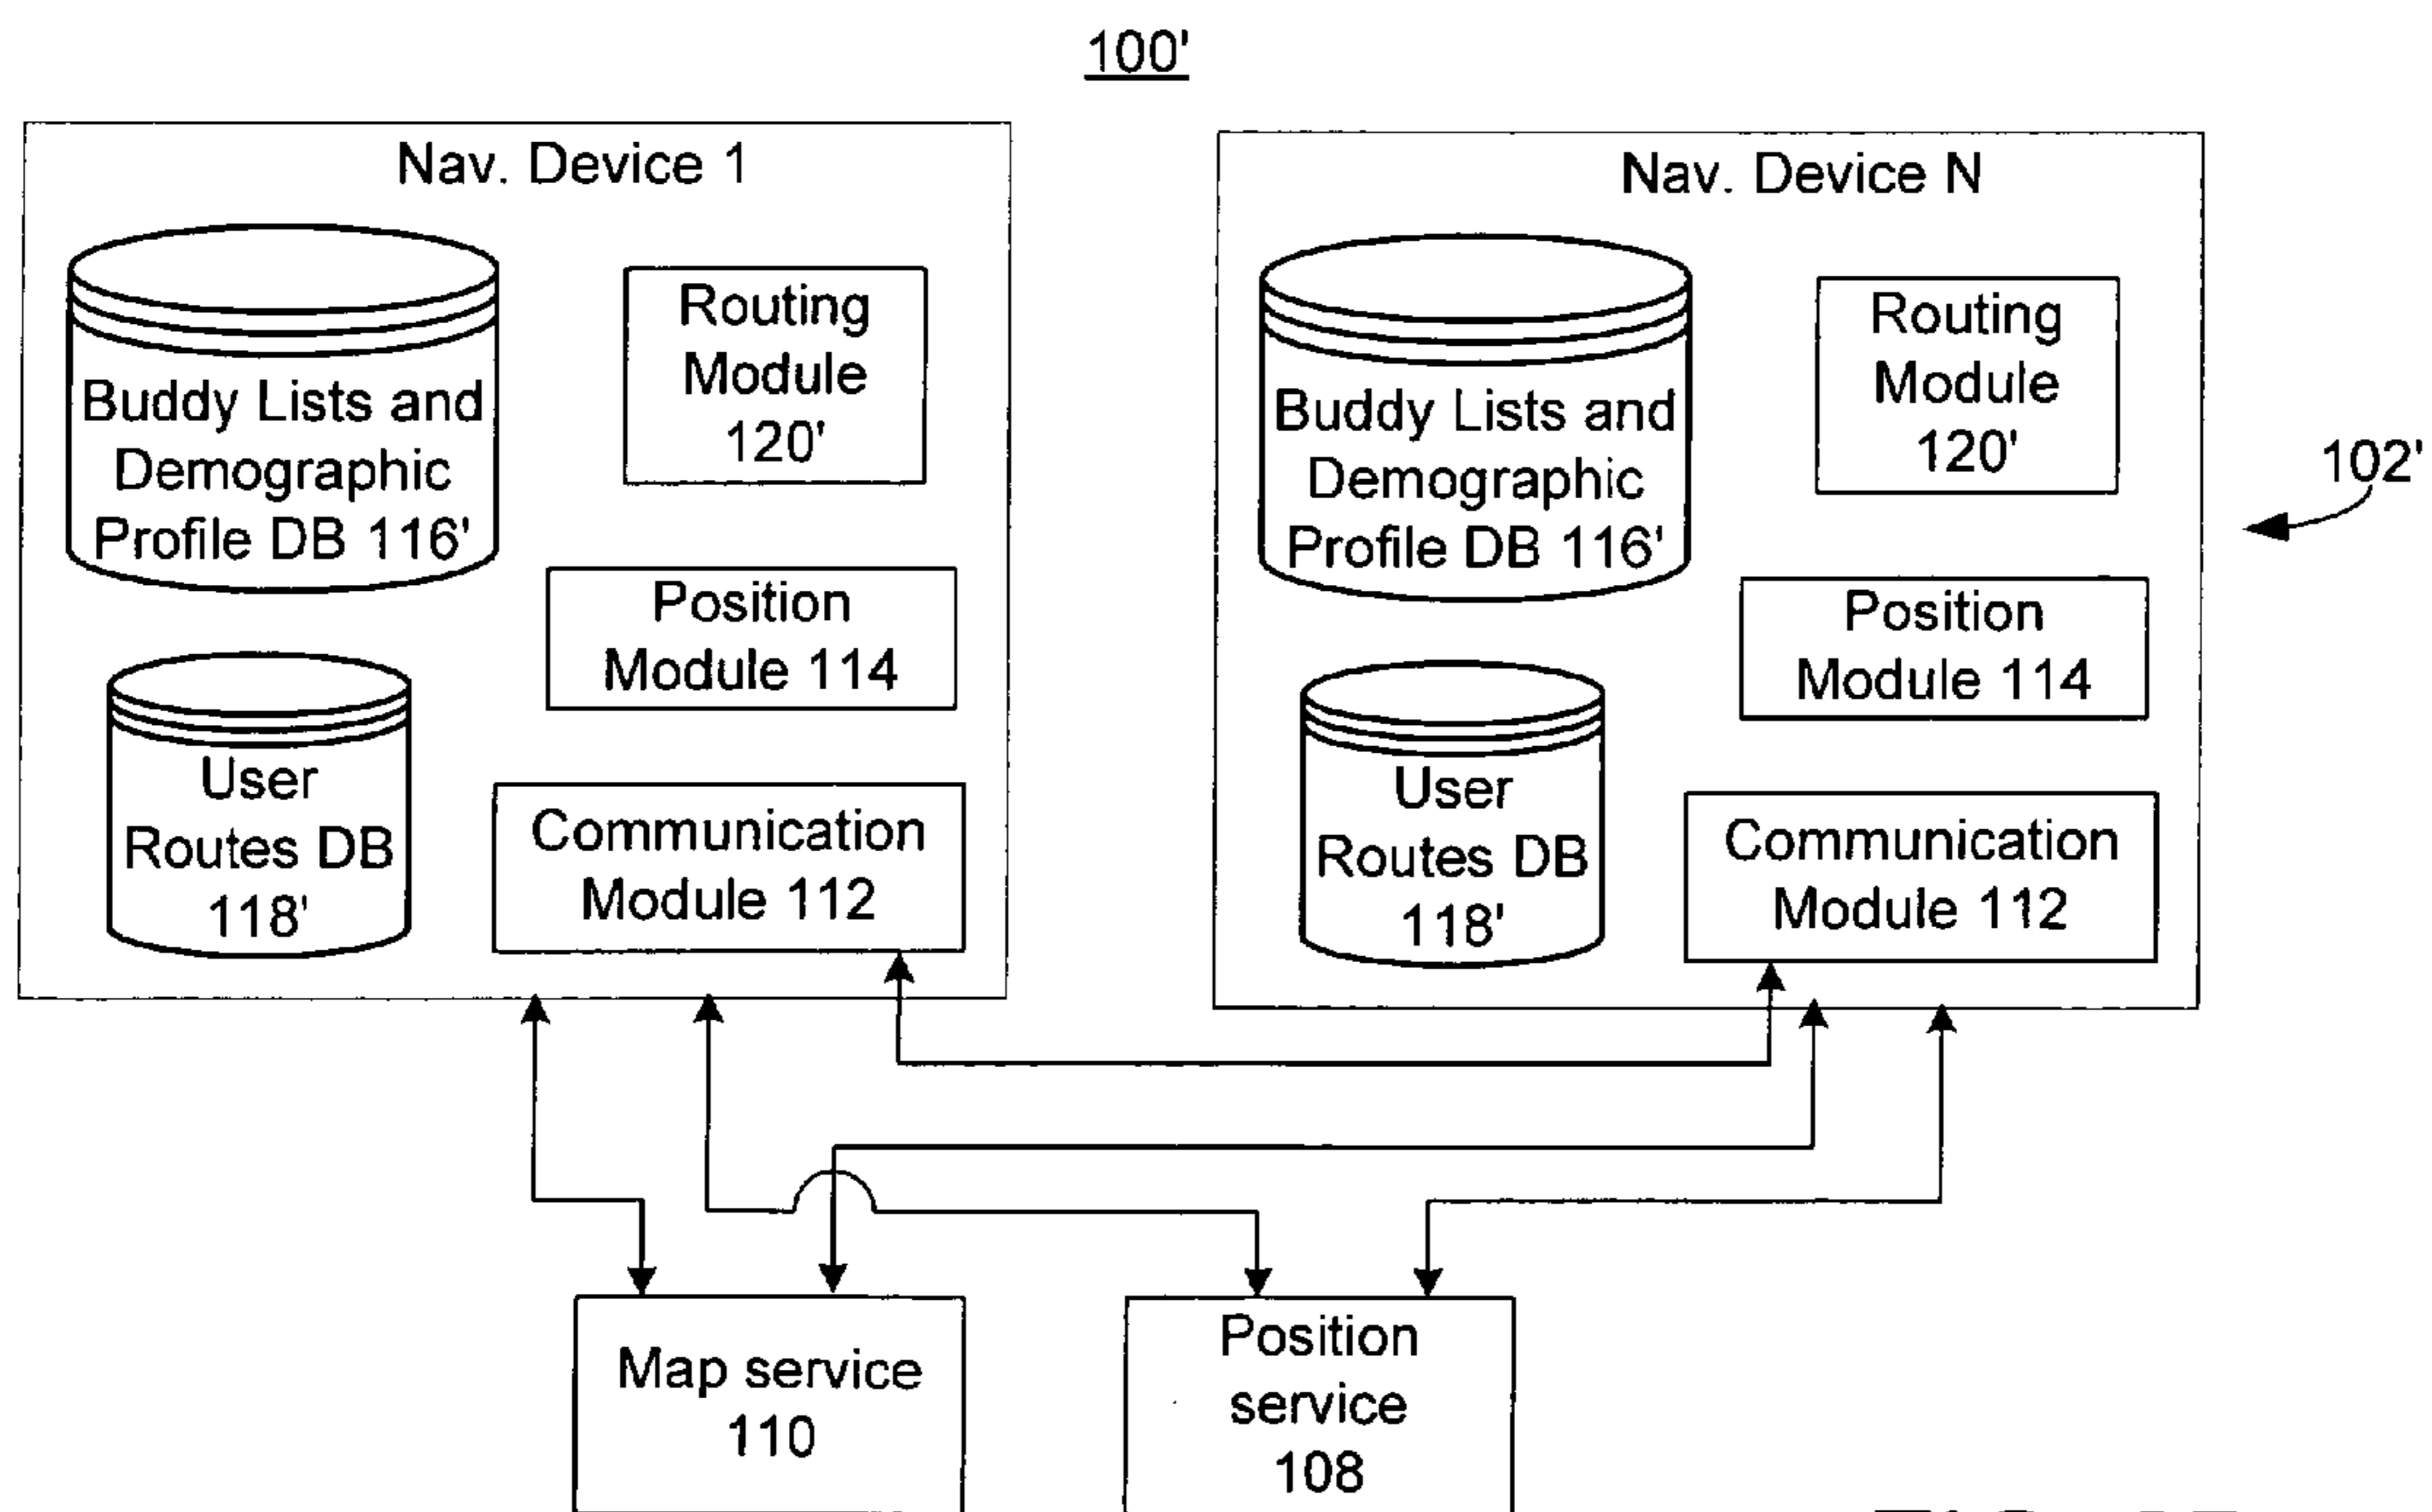 100'
Nav. Device 1
Buddy Lists and
Demographic
Profile DB 116'
Routing
Module
120'
Position
Module 114
User
Routes DB
118'
Communication
Module 112
Nav. Device N
Buddy Lists and
Demographic
Profile DB 116'
Routing
Module
120'
102'
Position
Module 114
User
Routes DB
118'
Communication
Module 112
Map service
110
Position
service
108